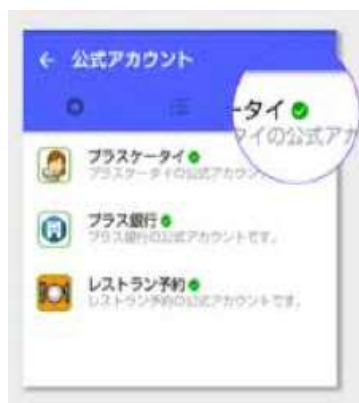 公式アカウント
ータイ
タイの公式アカ
プラスケータイ
プラスケータイの公式アカウン
プラス銀行
プラス銀行の公式アカウントです。
レストラン予約
レストラン予約の公式アカウントです。